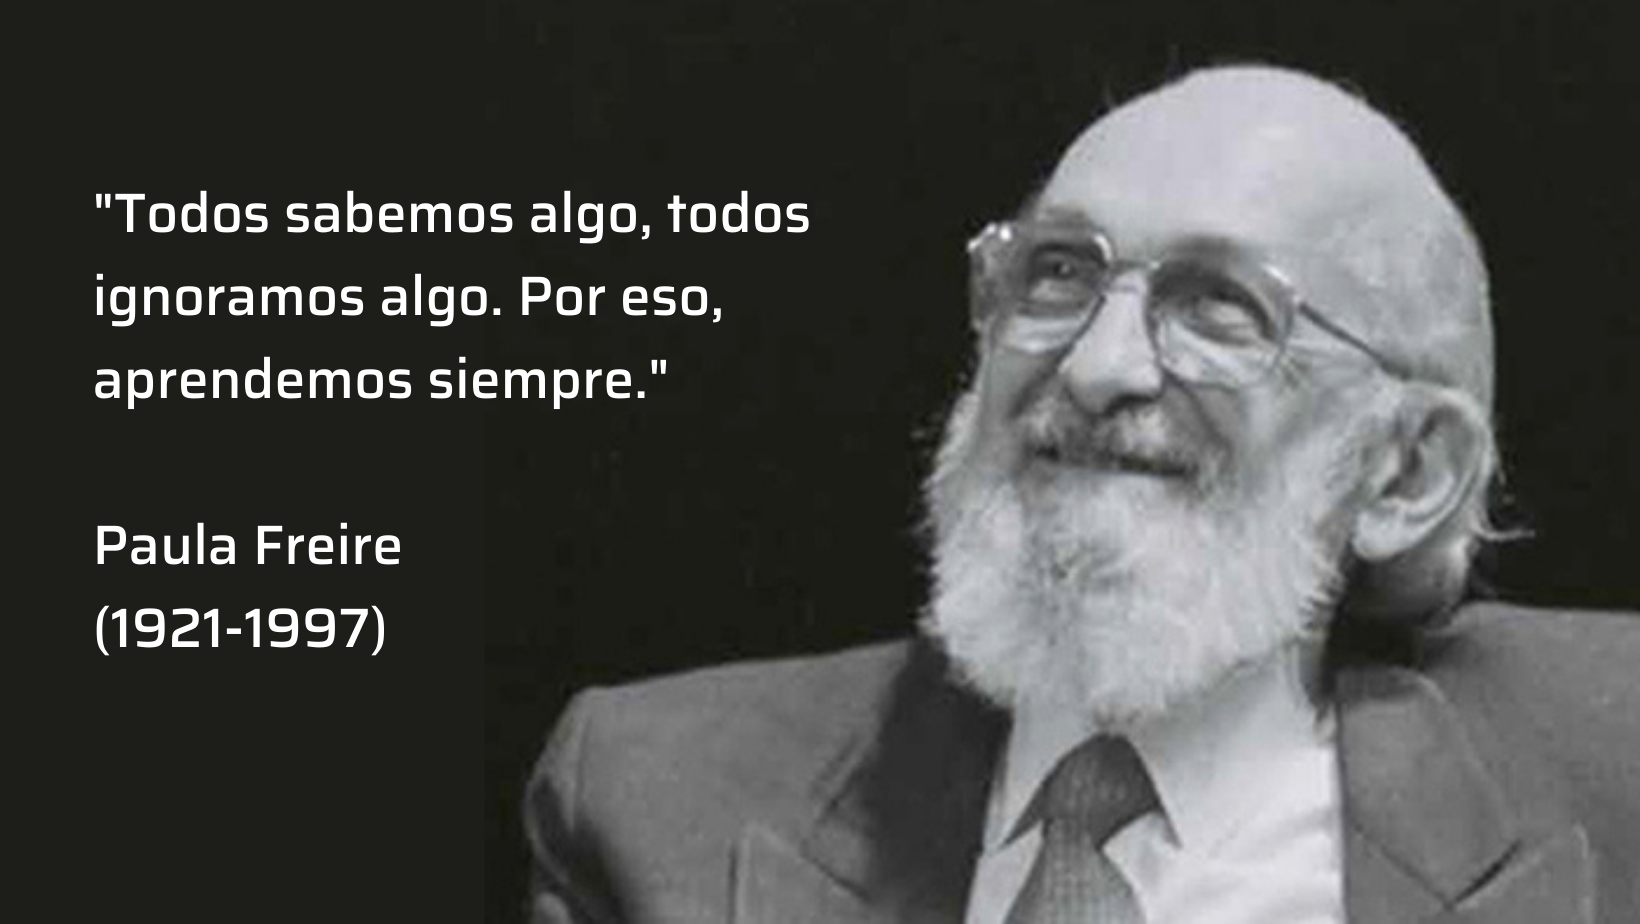 "Todos sabemos algo, todos
ignoramos algo. Por eso,
aprendemos siempre."
Paula Freire
(1921-1997)